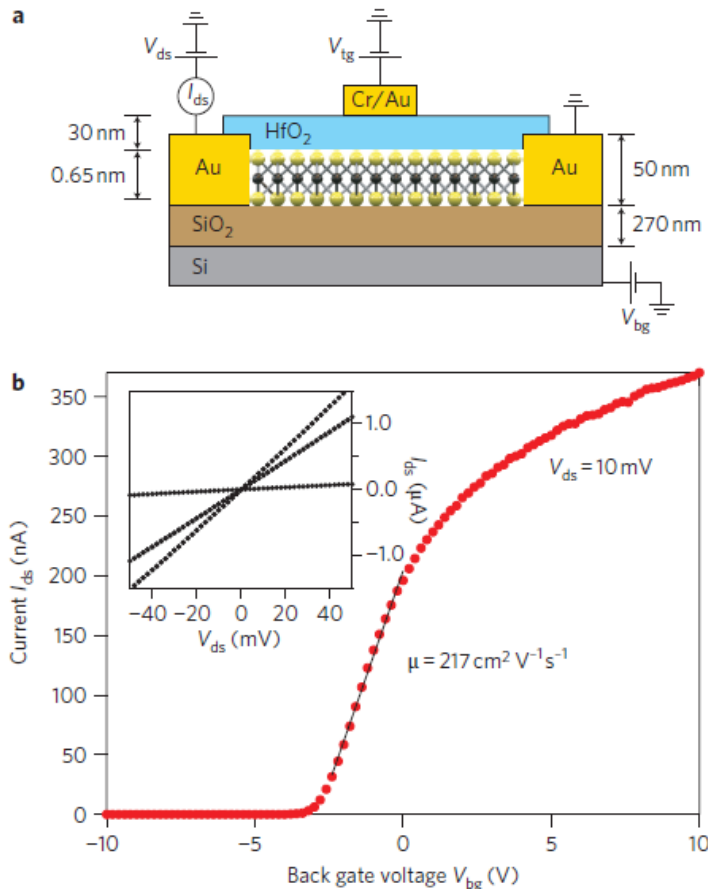 a
V_ds
V_tg
I_ds
Cr/Au
30 nm
HfO₂
0.65 nm
Au
Au
50 nm
SiO₂
270 nm
Si
V_bg
b
350
300
250
200
150
100
50
0
Current I_ds (nA)
1.0
0.0
−1.0
I_ds (μA)
−40 −20 0 20 40
V_ds (mV)
V_ds = 10 mV
μ = 217 cm² V⁻¹ s⁻¹
−10 −5 0 5 10
Back gate voltage V_bg (V)